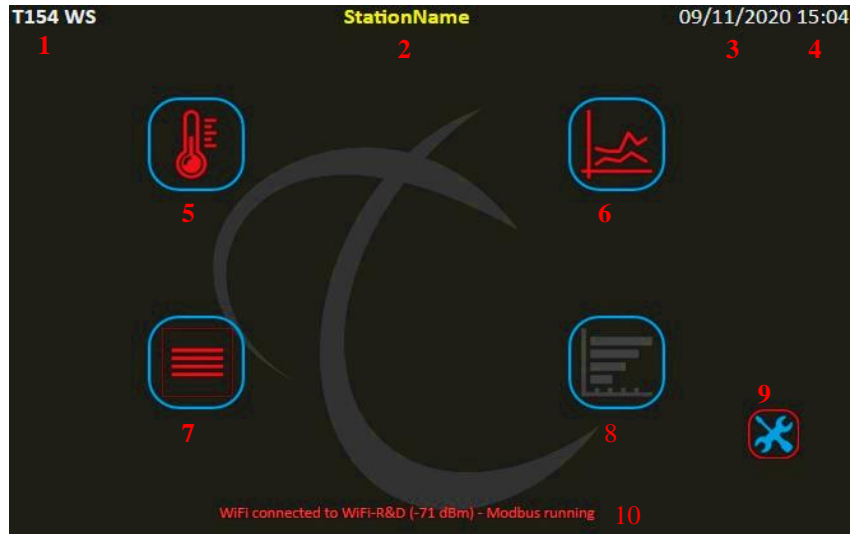 T154 WS StationName 09/11/2020 15:04
1 2 3 4
5 6
7 8
9
WiFi connected to WiFi-R&D (-71 dBm) - Modbus running 10